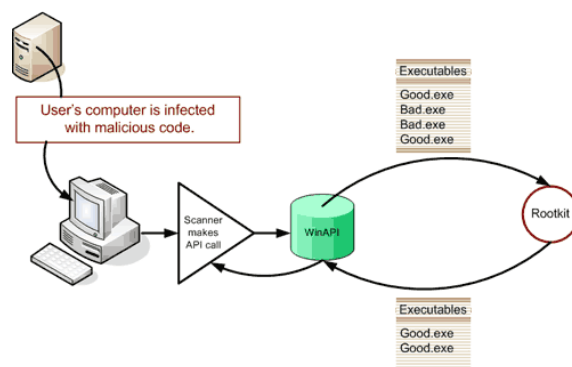 User's computer is infected
with malicious code.
Scanner
makes
API call
WinAPI
Executables
Good.exe
Bad.exe
Bad.exe
Good.exe
Rootkit
Executables
Good.exe
Good.exe